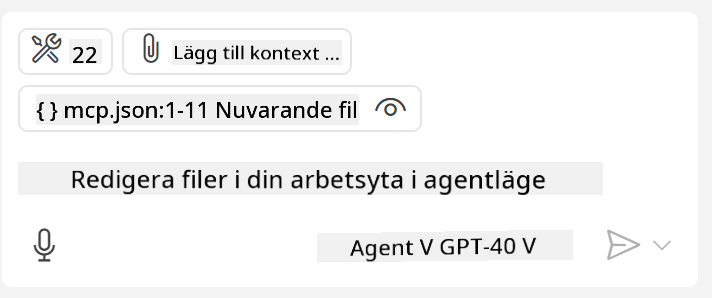 22 Lägg till kontext ...
{ } mcp.json:1-11 Nuvarande fil
Redigera filer i din arbetsyta i agentläge
Agent V GPT-40 V